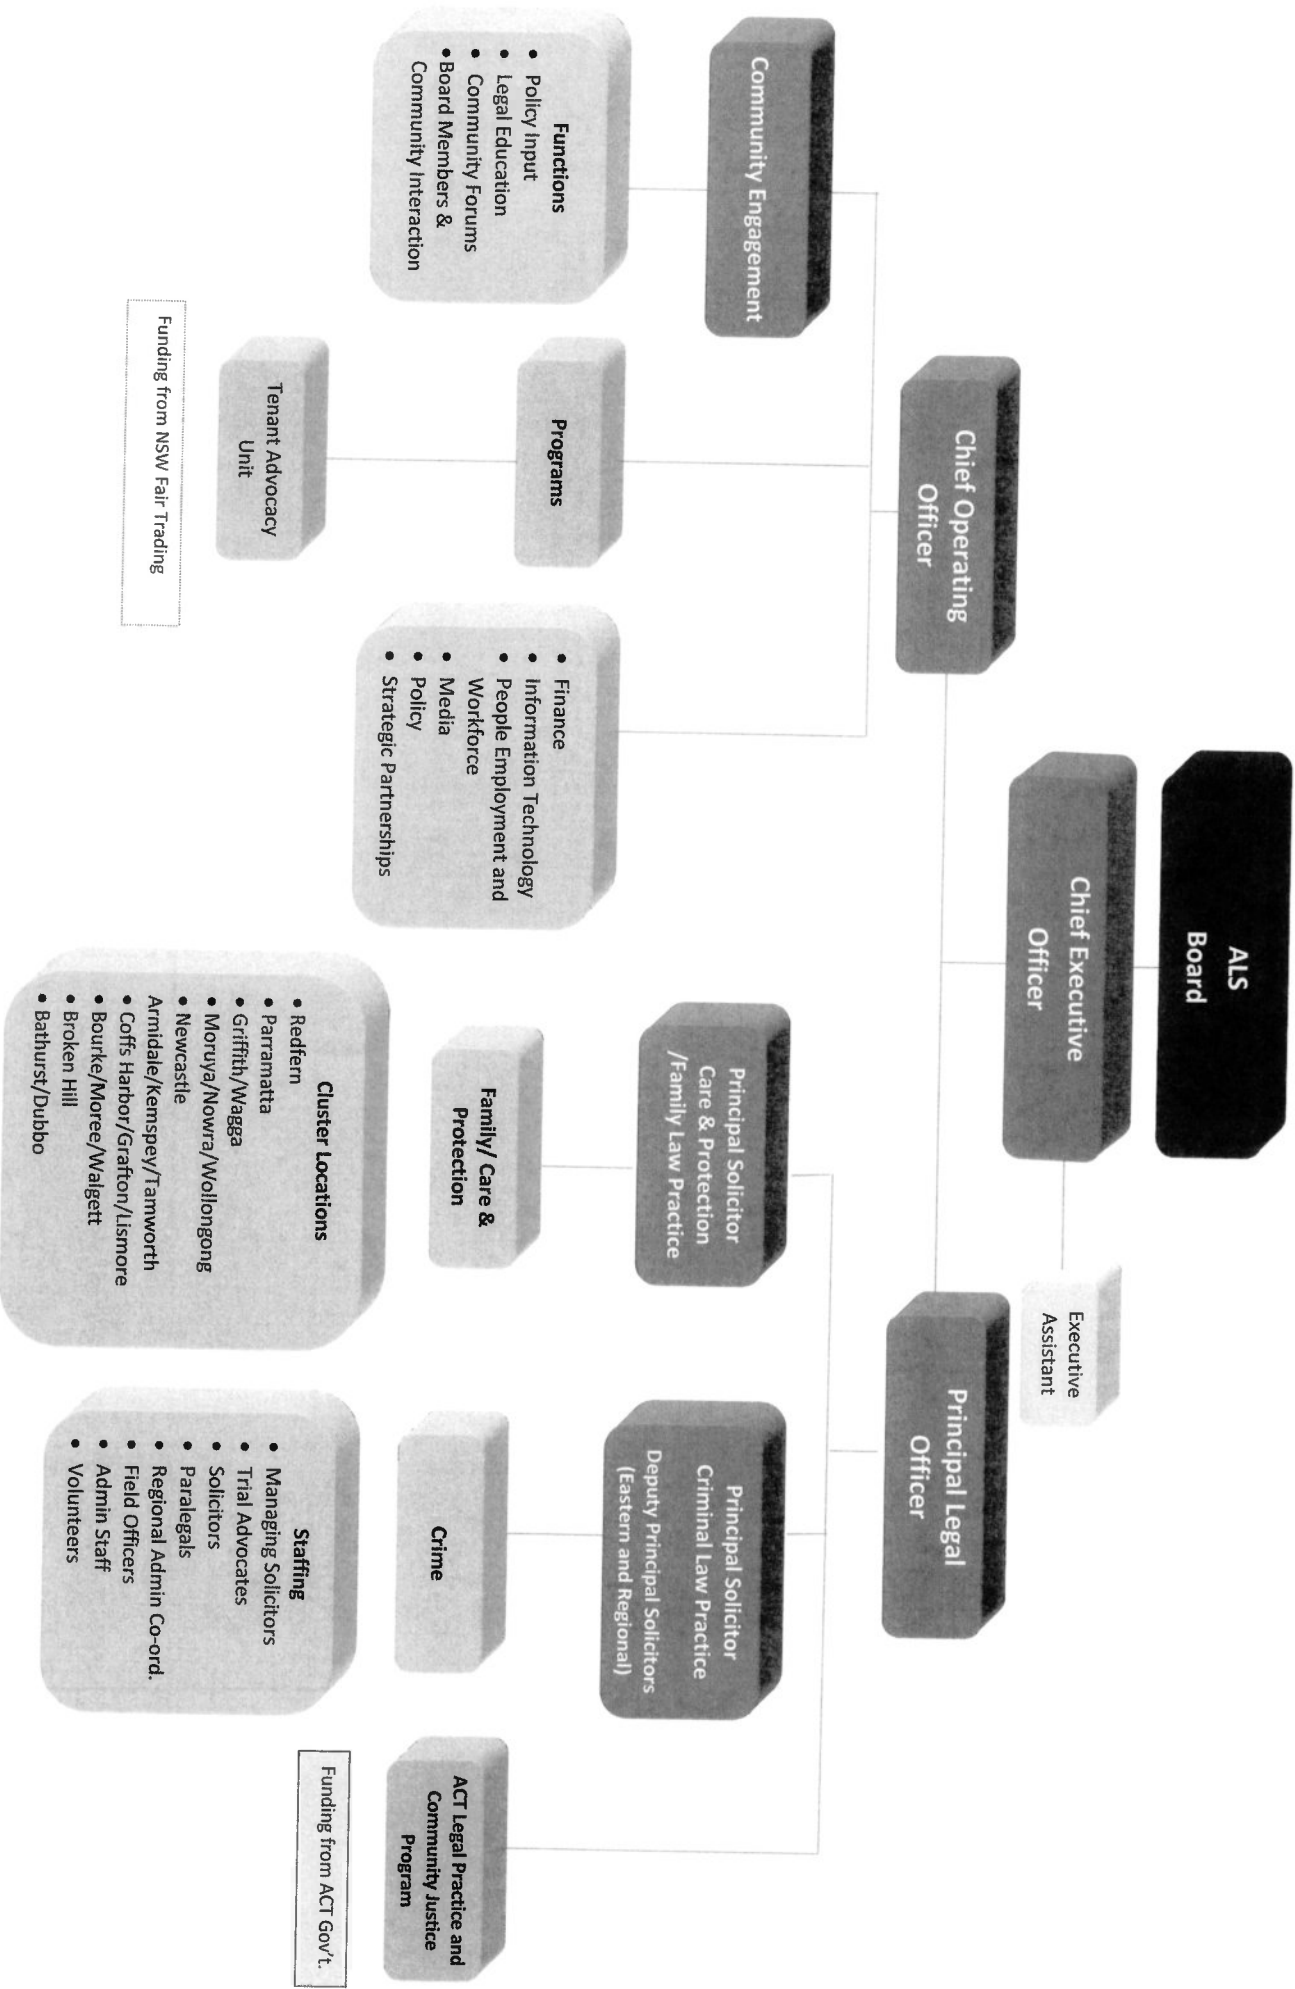 ALS
Board
Chief Executive
Officer
Executive
Assistant
Chief Operating
Officer
Principal Legal
Officer
Community Engagement
Functions
• Policy Input
• Legal Education
• Community Forums
• Board Members &
Community Interaction
Programs
Tenant Advocacy
Unit
Funding from NSW Fair Trading
• Finance
• Information Technology
• People Employment and
Workforce
• Media
• Policy
• Strategic Partnerships
Principal Solicitor
Care & Protection
/Family Law Practice
Family/ Care &
Protection
Cluster Locations
• Redfern
• Parramatta
• Griffith/Wagga
• Moruya/Nowra/Wollongong
• Newcastle
Armidale/Kemspey/Tamworth
• Coffs Harbor/Grafton/Lismore
• Bourke/Moree/Walgett
• Broken Hill
• Bathurst/Dubbo
Principal Solicitor
Criminal Law Practice
Deputy Principal Solicitors
(Eastern and Regional)
Crime
Staffing
• Managing Solicitors
• Trial Advocates
• Solicitors
• Paralegals
• Regional Admin Co-ord.
• Field Officers
• Admin Staff
• Volunteers
ACT Legal Practice and
Community Justice
Program
Funding from ACT Gov't.